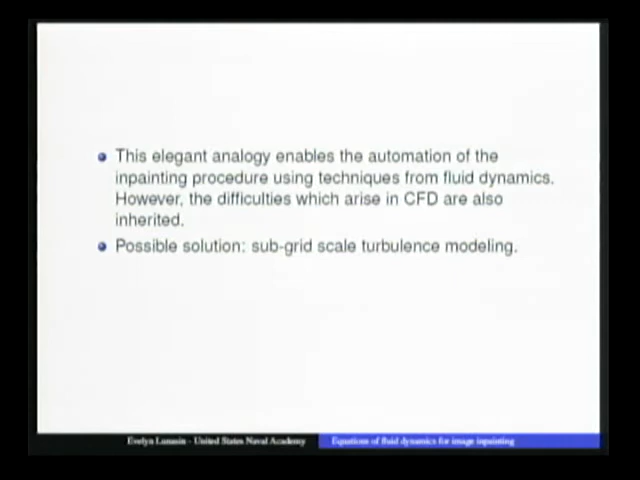 This elegant analogy enables the automation of the
inpainting procedure using techniques from fluid dynamics.
However, the difficulties which arise in CFD are also
inherited.
Possible solution: sub-grid scale turbulence modeling.
Evelyn Lunasin - United States Naval Academy
Equations of fluid dynamics for image inpainting